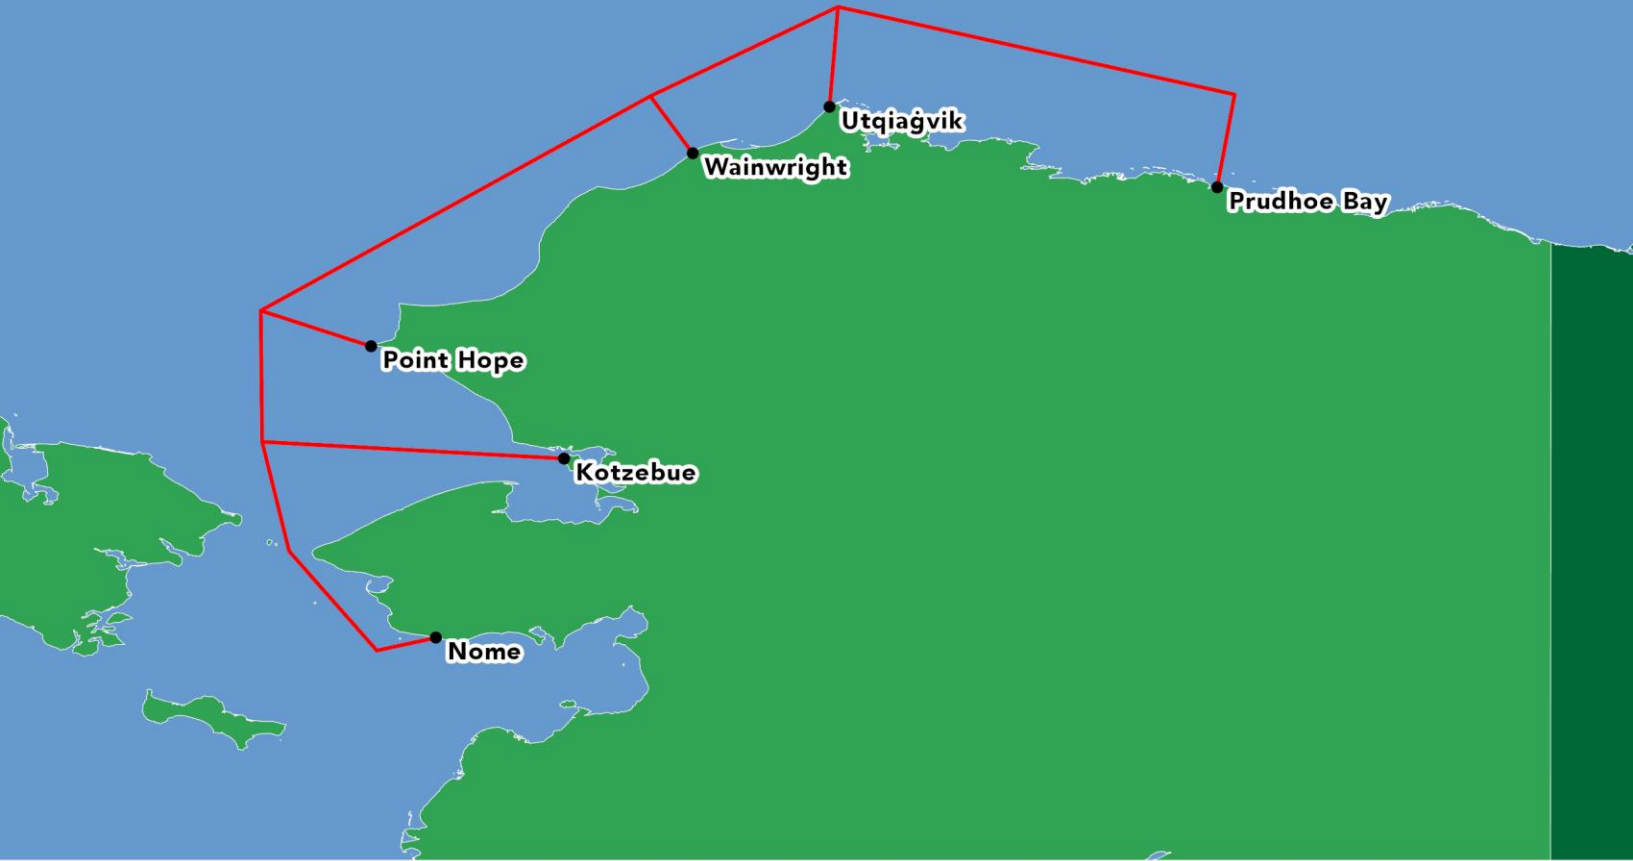 Utqiaġvik
Wainwright
Prudhoe Bay
Point Hope
Kotzebue
Nome